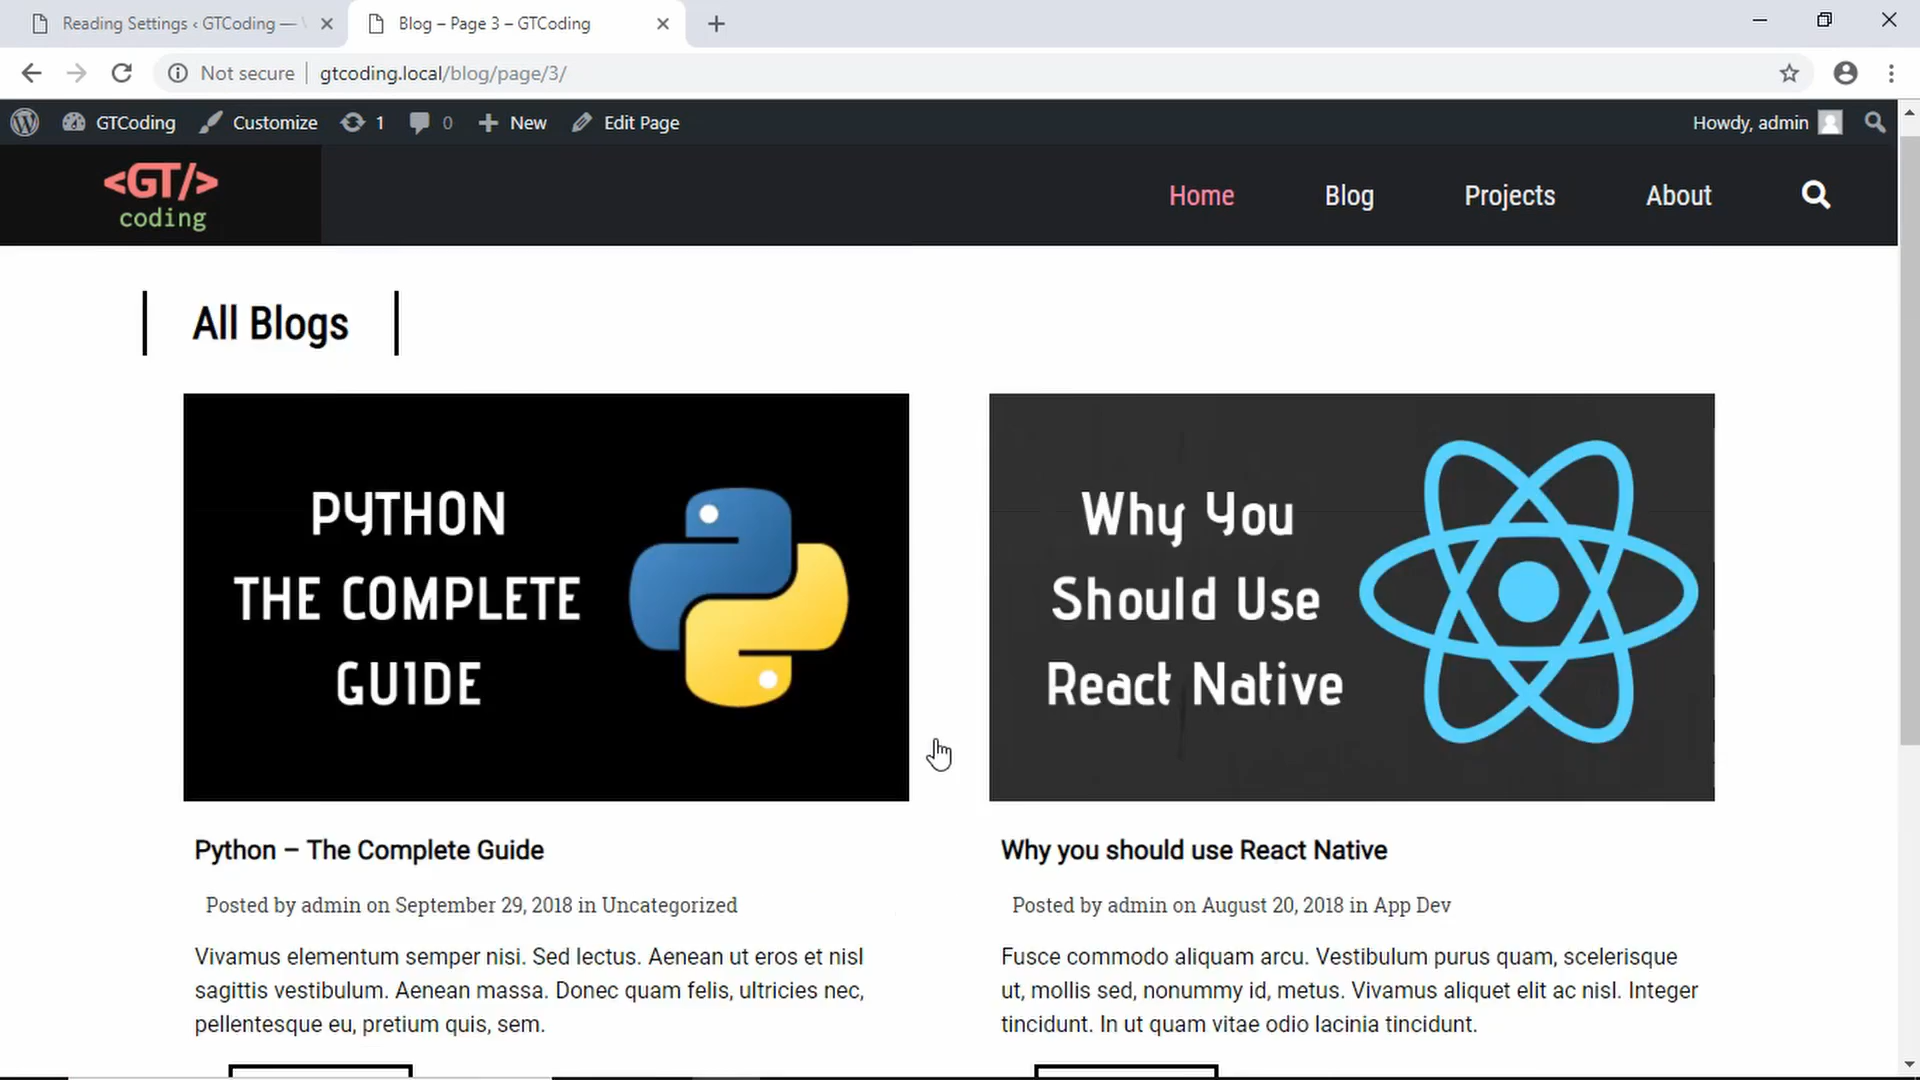 Reading Settings ‹ GTCoding —
Blog – Page 3 – GTCoding
Not secure
gtcoding.local/blog/page/3/
GTCoding
Customize
1
0
New
Edit Page
Howdy, admin
<GT/>
coding
Home
Blog
Projects
About
All Blogs
PYTHON
THE COMPLETE
GUIDE
Why You
Should Use
React Native
Python – The Complete Guide
Posted by admin on September 29, 2018 in Uncategorized
Vivamus elementum semper nisi. Sed lectus. Aenean ut eros et nisl
sagittis vestibulum. Aenean massa. Donec quam felis, ultricies nec,
pellentesque eu, pretium quis, sem.
Why you should use React Native
Posted by admin on August 20, 2018 in App Dev
Fusce commodo aliquam arcu. Vestibulum purus quam, scelerisque
ut, mollis sed, nonummy id, metus. Vivamus aliquet elit ac nisl. Integer
tincidunt. In ut quam vitae odio lacinia tincidunt.